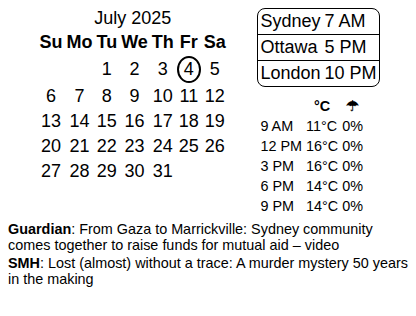 July 2025
Su Mo Tu We Th Fr Sa
1 2 3 4 5
6 7 8 9 10 11 12
13 14 15 16 17 18 19
20 21 22 23 24 25 26
27 28 29 30 31
Sydney 7 AM
Ottawa 5 PM
London 10 PM
°C ☂
9 AM 11°C 0%
12 PM 16°C 0%
3 PM 16°C 0%
6 PM 14°C 0%
9 PM 14°C 0%
Guardian: From Gaza to Marrickville: Sydney community
comes together to raise funds for mutual aid – video
SMH: Lost (almost) without a trace: A murder mystery 50 years
in the making